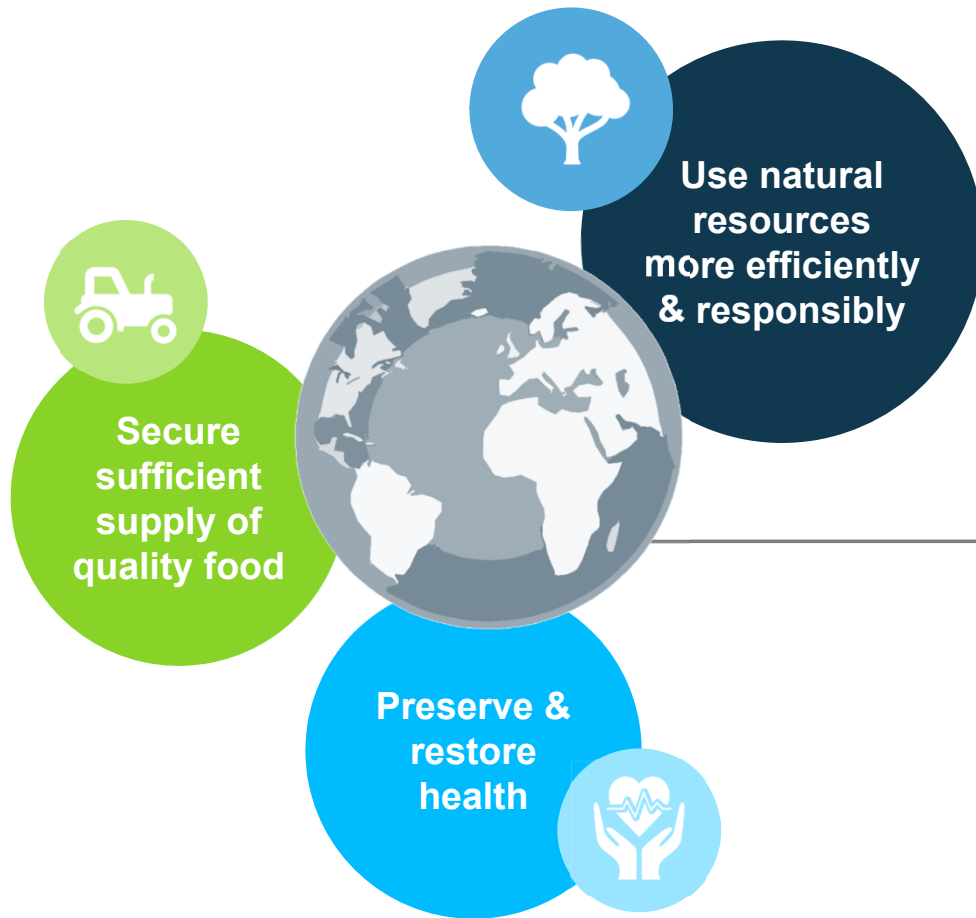 Use natural
resources
more efficiently
& responsibly
Secure
sufficient
supply of
quality food
Preserve &
restore
health